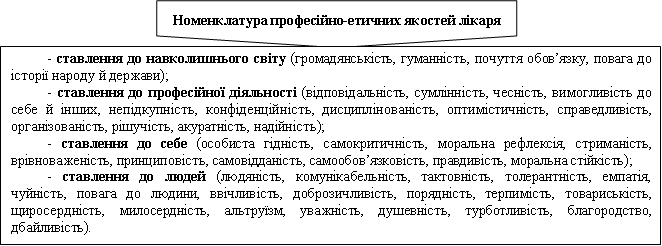 Номенклатура професійно-етичних якостей лікаря
- ставлення до навколишнього світу (громадянськість, гуманність, почуття обов’язку, повага до
історії народу й держави);
- ставлення до професійної діяльності (відповідальність, сумлінність, чесність, вимогливість до
себе й інших, непідкупність, конфіденційність, дисциплінованість, оптимістичність, справедливість,
організованість, рішучість, акуратність, надійність);
- ставлення до себе (особиста гідність, самокритичність, моральна рефлексія, стриманість,
врівноваженість, принциповість, самовідданість, самообов’язковість, правдивість, моральна стійкість);
- ставлення до людей (людяність, комунікабельність, тактовність, толерантність, емпатія,
чуйність, повага до людини, ввічливість, доброзичливість, порядність, терпимість, товариськість,
щиросердність, милосердність, альтруїзм, уважність, душевність, турботливість, благородство,
дбайливість).